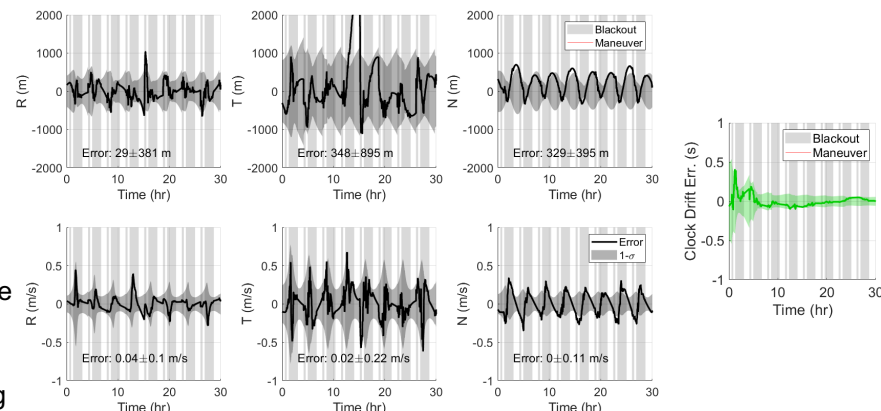 2000
1000
0
-1000
-2000
R (m)
Error: 29±381 m
0 10 20 30
Time (hr)
2000
1000
0
-1000
-2000
T (m)
Error: 348±895 m
0 10 20 30
Time (hr)
2000
1000
0
-1000
-2000
N (m)
Blackout
Maneuver
Error: 329±395 m
0 10 20 30
Time (hr)
1
0.5
0
-0.5
-1
R (m/s)
Error: 0.04±0.1 m/s
0 10 20 30
Time (hr)
1
0.5
0
-0.5
-1
T (m/s)
Error: 0.02±0.22 m/s
0 10 20 30
Time (hr)
1
0.5
0
-0.5
-1
N (m/s)
Error
1-σ
Error: 0±0.11 m/s
0 10 20 30
Time (hr)
1
0.5
0
-0.5
-1
Clock Drift Err. (s)
Blackout
Maneuver
0 10 20 30
Time (hr)
e
g